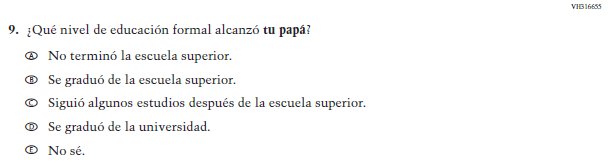 VH316655
9. ¿Qué nivel de educación formal alcanzó tu papá?
Ⓐ No terminó la escuela superior.
Ⓑ Se graduó de la escuela superior.
Ⓒ Siguió algunos estudios después de la escuela superior.
Ⓓ Se graduó de la universidad.
Ⓔ No sé.